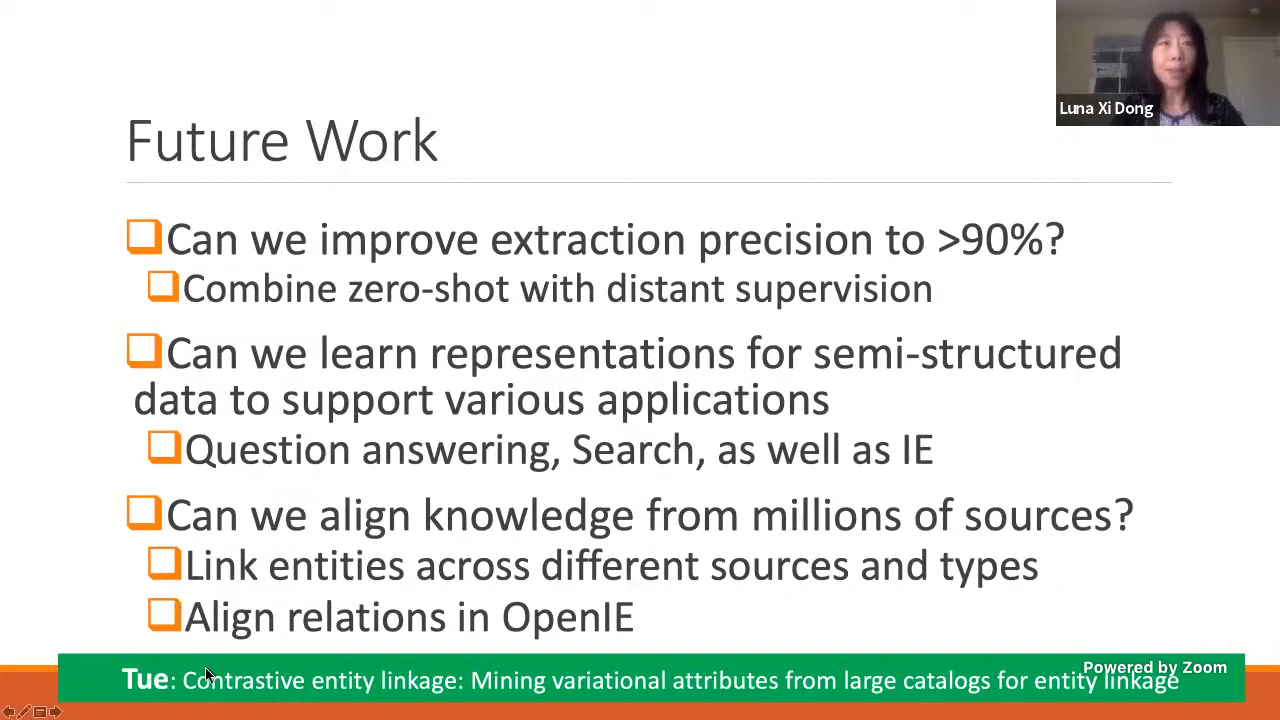 Luna Xi Dong
Future Work
Can we improve extraction precision to >90%?
Combine zero-shot with distant supervision
Can we learn representations for semi-structured
data to support various applications
Question answering, Search, as well as IE
Can we align knowledge from millions of sources?
Link entities across different sources and types
Align relations in OpenIE
Powered by Zoom
Tue: Contrastive entity linkage: Mining variational attributes from large catalogs for entity linkage